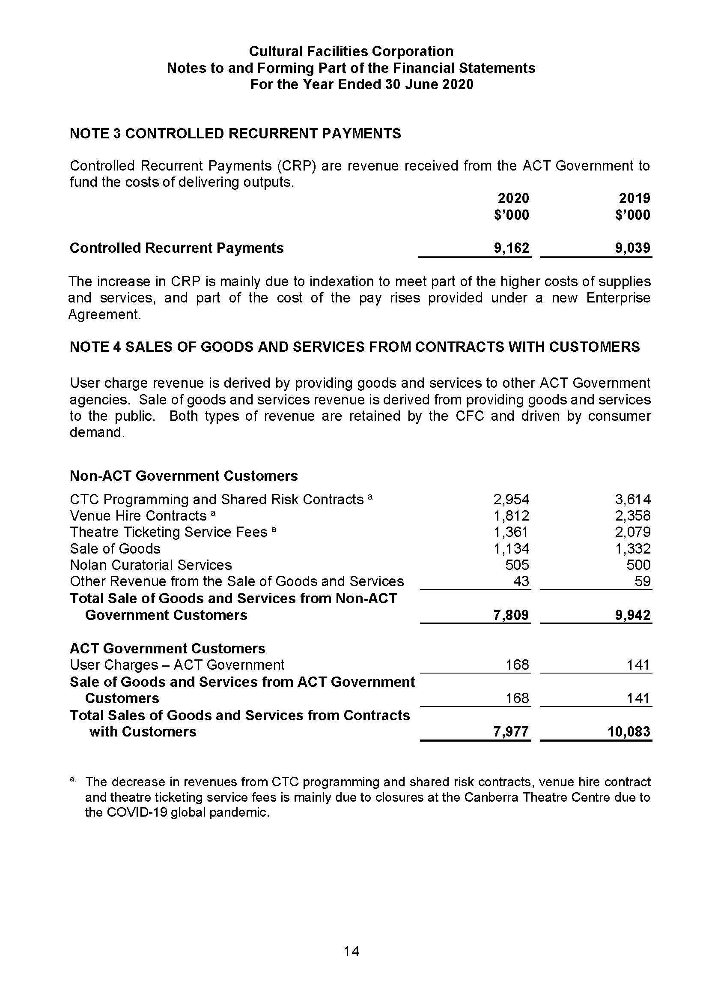 Cultural Facilities Corporation
Notes to and Forming Part of the Financial Statements
For the Year Ended 30 June 2020
NOTE 3 CONTROLLED RECURRENT PAYMENTS
Controlled Recurrent Payments (CRP) are revenue received from the ACT Government to
fund the costs of delivering outputs.
2020 2019
$’000 $’000
Controlled Recurrent Payments 9,162 9,039
The increase in CRP is mainly due to indexation to meet part of the higher costs of supplies
and services, and part of the cost of the pay rises provided under a new Enterprise
Agreement.
NOTE 4 SALES OF GOODS AND SERVICES FROM CONTRACTS WITH CUSTOMERS
User charge revenue is derived by providing goods and services to other ACT Government
agencies. Sale of goods and services revenue is derived from providing goods and services
to the public. Both types of revenue are retained by the CFC and driven by consumer
demand.
Non-ACT Government Customers
CTC Programming and Shared Risk Contracts a 2,954 3,614
Venue Hire Contracts a 1,812 2,358
Theatre Ticketing Service Fees a 1,361 2,079
Sale of Goods 1,134 1,332
Nolan Curatorial Services 505 500
Other Revenue from the Sale of Goods and Services 43 59
Total Sale of Goods and Services from Non-ACT
Government Customers 7,809 9,942
ACT Government Customers
User Charges – ACT Government 168 141
Sale of Goods and Services from ACT Government
Customers 168 141
Total Sales of Goods and Services from Contracts
with Customers 7,977 10,083
a. The decrease in revenues from CTC programming and shared risk contracts, venue hire contract
and theatre ticketing service fees is mainly due to closures at the Canberra Theatre Centre due to
the COVID-19 global pandemic.
14